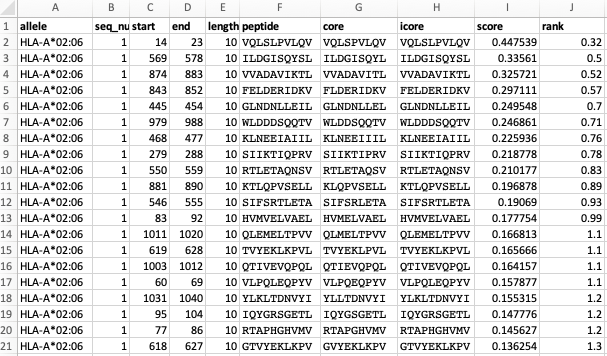 A B C D E F G H I J
1 allele seq_nu start end length peptide core icore score rank
2 HLA-A*02:06 1 14 23 10 VQLSLPVLQV VQLSPVLQV VQLSLPVLQV 0.447539 0.32
3 HLA-A*02:06 1 569 578 10 ILDGISQYSL ILDGISQYL ILDGISQYSL 0.33561 0.5
4 HLA-A*02:06 1 874 883 10 VVADAVIKTL VVADAVITL VVADAVIKTL 0.325721 0.52
5 HLA-A*02:06 1 843 852 10 FELDERIDKV FLDERIDKV FELDERIDKV 0.297111 0.57
6 HLA-A*02:06 1 445 454 10 GLNDNLLEIL GLNDNLLEL GLNDNLLEIL 0.249548 0.7
7 HLA-A*02:06 1 979 988 10 WLDDDSQQTV WLDDSQQTV WLDDDSQQTV 0.246861 0.71
8 HLA-A*02:06 1 468 477 10 KLNEEIAIIL KLNEEIIIL KLNEEIAIIL 0.225936 0.76
9 HLA-A*02:06 1 279 288 10 SIIKTIQPRV SIIKTIPRV SIIKTIQPRV 0.218778 0.78
10 HLA-A*02:06 1 550 559 10 RTLETAQNSV RTLETAQSV RTLETAQNSV 0.210177 0.83
11 HLA-A*02:06 1 881 890 10 KTLQPVSELL KLQPVSELL KTLQPVSELL 0.196878 0.89
12 HLA-A*02:06 1 546 555 10 SIFSRTLETA SIFSRLETA SIFSRTLETA 0.19069 0.93
13 HLA-A*02:06 1 83 92 10 HVMVELVAEL HVMELVAEL HVMVELVAEL 0.177754 0.99
14 HLA-A*02:06 1 1011 1020 10 QLEMELTPVV QLMELTPVV QLEMELTPVV 0.166813 1.1
15 HLA-A*02:06 1 619 628 10 TVYEKLKPVL TVYEKLPVL TVYEKLKPVL 0.165666 1.1
16 HLA-A*02:06 1 1003 1012 10 QTIVEVQPQL QTIEVQPQL QTIVEVQPQL 0.164157 1.1
17 HLA-A*02:06 1 60 69 10 VLPQLEQPYV VLPQEQPYV VLPQLEQPYV 0.157877 1.1
18 HLA-A*02:06 1 1031 1040 10 YLKLTDNVYI YLLTDNVYI YLKLTDNVYI 0.155315 1.2
19 HLA-A*02:06 1 95 104 10 IQYGRSGETL IQYGSGETL IQYGRSGETL 0.147776 1.2
20 HLA-A*02:06 1 77 86 10 RTAPHGHVMV RTAPGHVMV RTAPHGHVMV 0.145627 1.2
21 HLA-A*02:06 1 618 627 10 GTVYEKLKPV GVYEKLKPV GTVYEKLKPV 0.136254 1.3